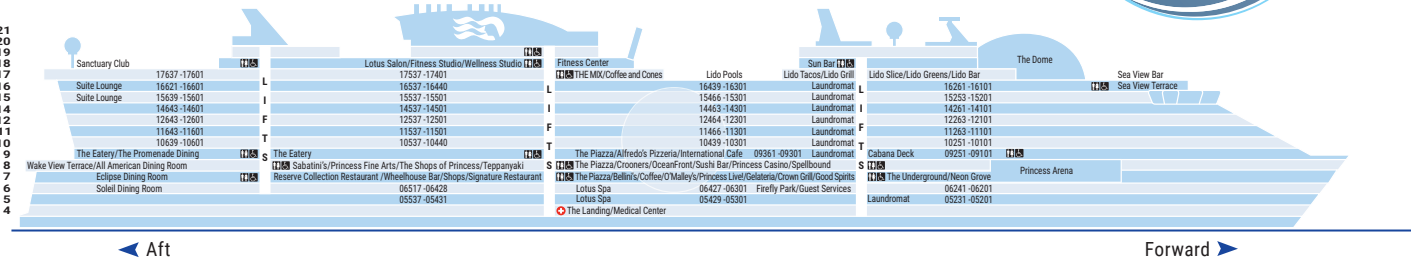 21
20
19
18 Sanctuary Club Lotus Salon/Fitness Studio/Wellness Studio Fitness Center Sun Bar The Dome
17 17637 -17601 17537 -17401 THE MIX/Coffee and Cones Lido Pools Lido Tacos/Lido Grill Lido Slice/Lido Greens/Lido Bar Sea View Bar
16 Suite Lounge 16621 -16601 16537 -16440 16439 -16301 Laundromat 16261 -16101 Sea View Terrace
15 Suite Lounge 15639 -15601 15537 -15501 15466 -15301 Laundromat 15253 -15201
14 14643 -14601 14537 -14501 14463 -14301 Laundromat 14261 -14101
12 12643 -12601 12537 -12501 12464 -12301 Laundromat 12263 -12101
11 11643 -11601 11537 -11501 11466 -11301 Laundromat 11263 -11101
10 10639 -10601 10537 -10440 10439 -10301 Laundromat 10251 -10101
9 The Eatery/The Promenade Dining The Eatery The Piazza/Alfredo's Pizzeria/International Cafe 09361 -09301 Laundromat Cabana Deck 09251 -09101
8 Wake View Terrace/All American Dining Room Sabatini's/Princess Fine Arts/The Shops of Princess/Teppanyaki The Piazza/Crooners/OceanFront/Sushi Bar/Princess Casino/Spellbound
7 Eclipse Dining Room Reserve Collection Restaurant /Wheelhouse Bar/Shops/Signature Restaurant The Piazza/Bellini's/Coffee/O'Malley's/Princess Live!/Gelateria/Crown Grill/Good Spirits The Underground/Neon Grove Princess Arena
6 Soleil Dining Room 06517 -06428 Lotus Spa 06427 -06301 Firefly Park/Guest Services 06241 -06201
5 05537 -05431 Lotus Spa 05429 -05301 Laundromat 05231 -05201
4 The Landing/Medical Center
LIFTS
LIFTS
LIFTS
Aft Forward